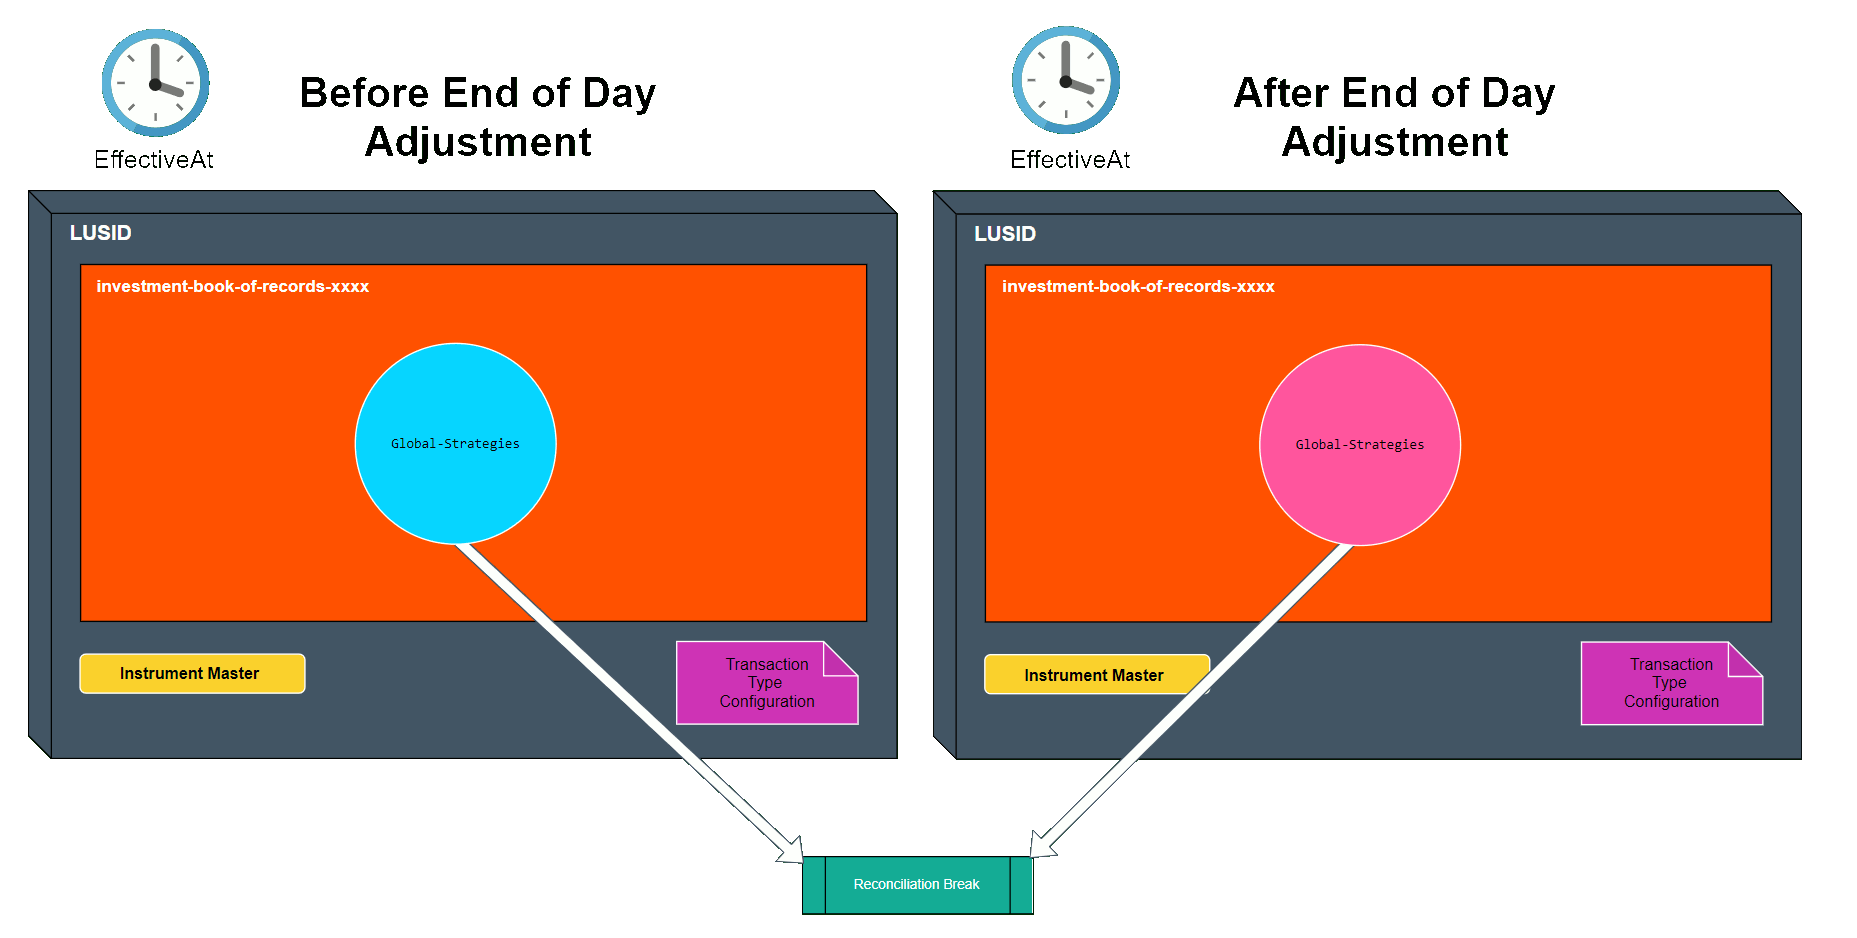 Before End of Day
Adjustment
EffectiveAt
After End of Day
Adjustment
EffectiveAt
LUSID
investment-book-of-records-xxxx
Global-Strategies
Instrument Master
Transaction
Type
Configuration
LUSID
investment-book-of-records-xxxx
Global-Strategies
Instrument Master
Transaction
Type
Configuration
Reconciliation Break